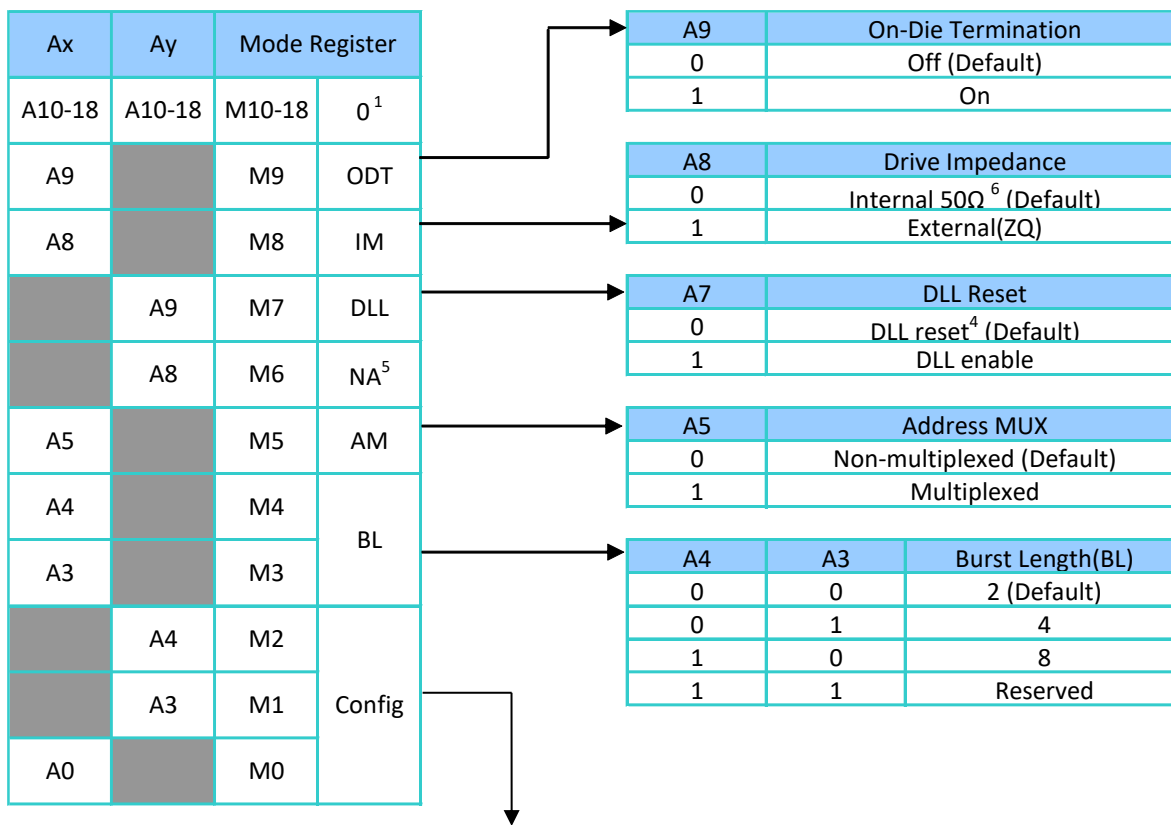 Ax Ay Mode Register
A10-18 A10-18 M10-18 0¹
A9 M9 ODT
A8 M8 IM
A9 M7 DLL
A8 M6 NA⁵
A5 M5 AM
A4 M4
BL
A3 M3
A4 M2
A3 M1 Config
A0 M0
A9 On-Die Termination
0 Off (Default)
1 On
A8 Drive Impedance
0 Internal 50Ω ⁶ (Default)
1 External(ZQ)
A7 DLL Reset
0 DLL reset⁴ (Default)
1 DLL enable
A5 Address MUX
0 Non-multiplexed (Default)
1 Multiplexed
A4 A3 Burst Length(BL)
0 0 2 (Default)
0 1 4
1 0 8
1 1 Reserved